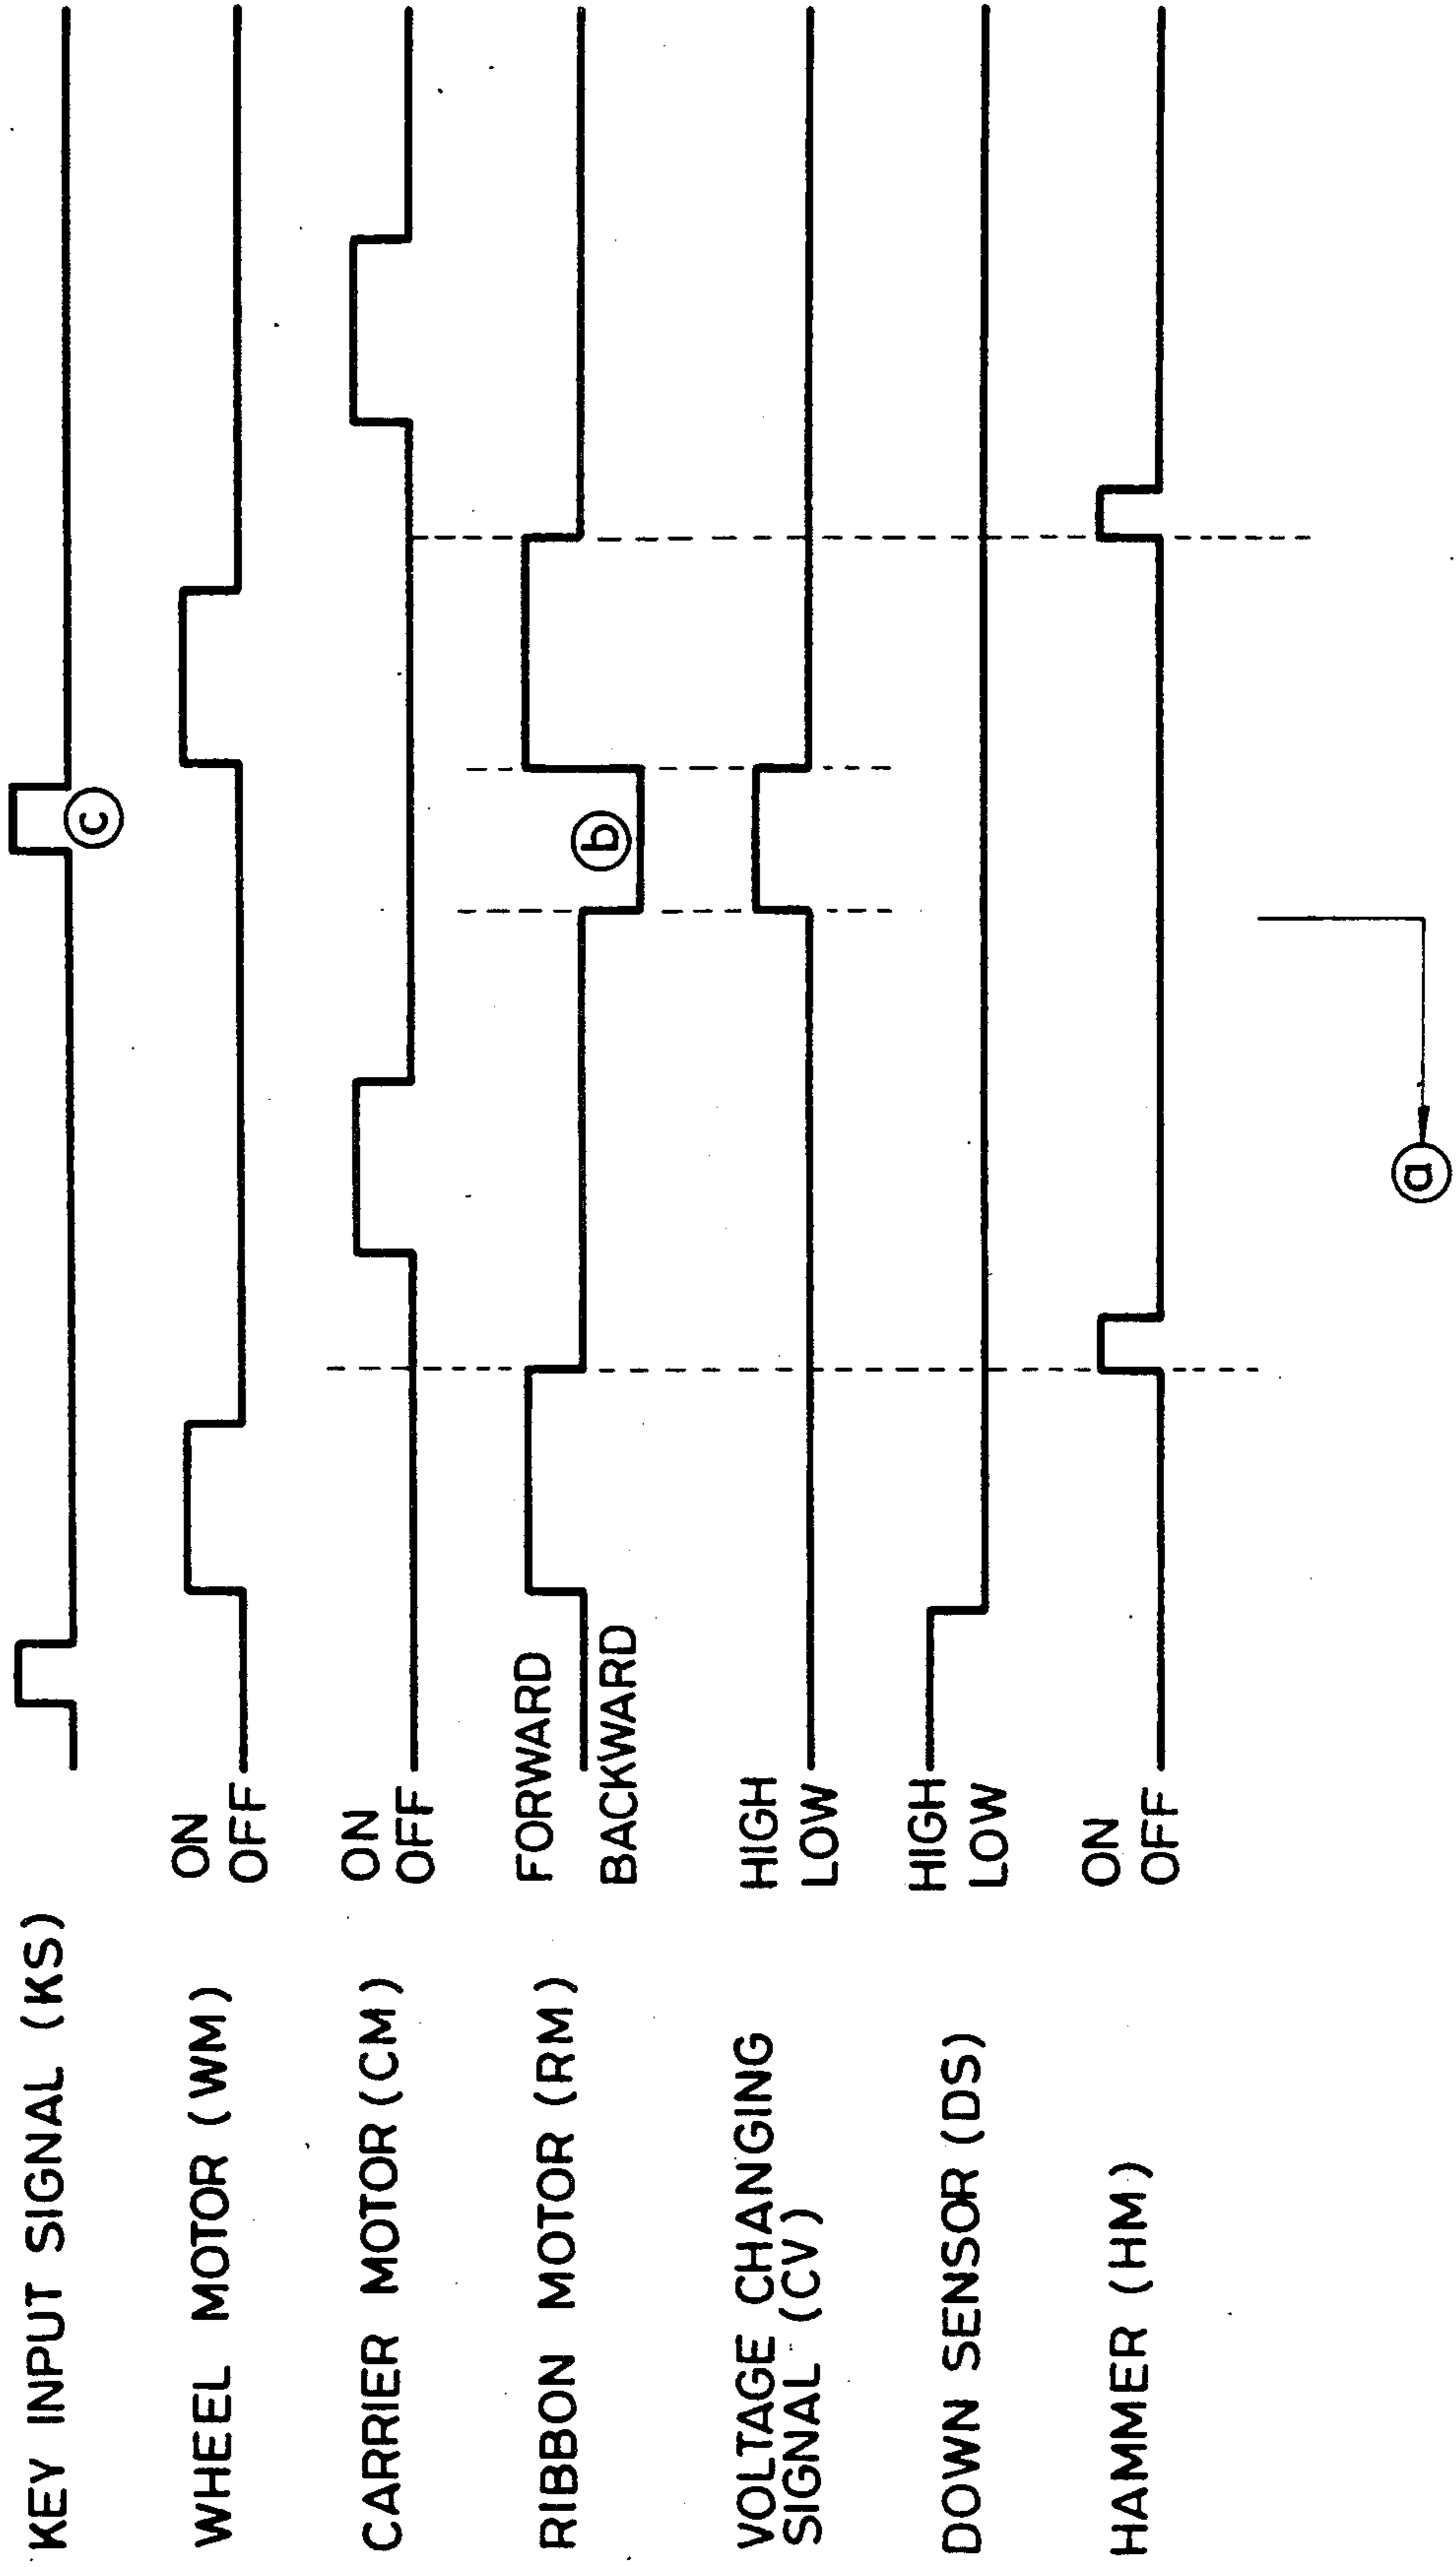 KEY INPUT SIGNAL (KS)
c
WHEEL MOTOR (WM)
ON
OFF
CARRIER MOTOR (CM)
ON
OFF
RIBBON MOTOR (RM)
FORWARD
BACKWARD
b
VOLTAGE CHANGING
SIGNAL (CV)
HIGH
LOW
DOWN SENSOR (DS)
HIGH
LOW
HAMMER (HM)
ON
OFF
a